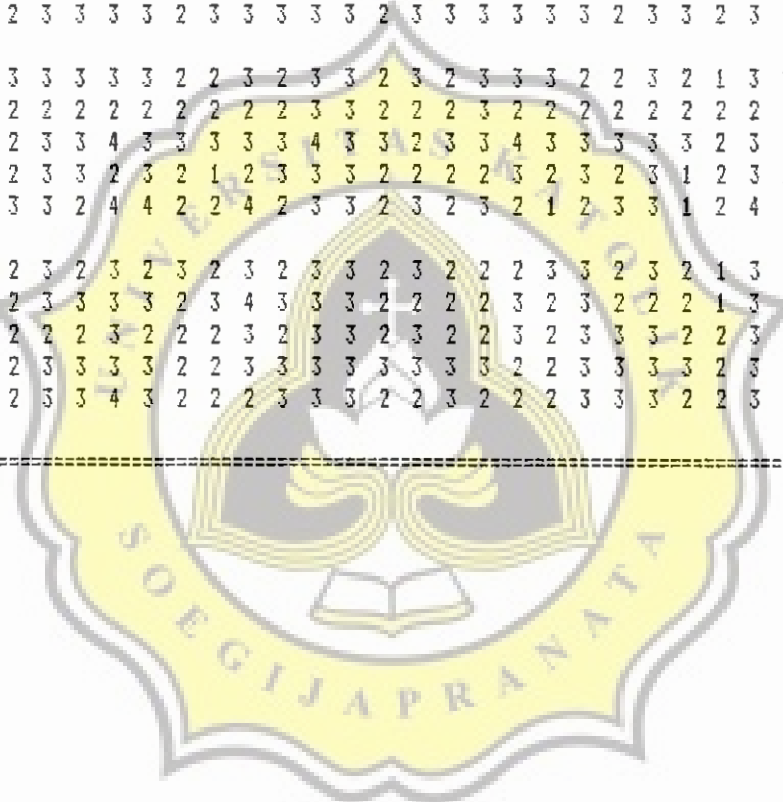 2 3 3 3 3 2 3 3 3 3 3 2 3 3 3 3 3 3 2 3 3 2 3
3 3 3 3 3 2 2 3 2 3 3 2 3 2 3 3 3 2 2 3 2 1 3
2 2 2 2 2 2 2 2 2 3 3 2 2 2 3 2 2 2 2 2 2 2 2
2 3 3 4 3 3 3 3 3 4 3 3 2 3 3 4 3 3 3 3 3 2 3
2 3 3 2 3 2 1 2 3 3 3 2 2 2 2 3 2 3 2 3 1 2 3
3 3 2 4 4 2 2 4 2 3 3 2 3 2 3 2 1 2 3 3 1 2 4
2 3 2 3 2 3 2 3 2 3 3 2 3 2 2 2 3 3 2 3 2 1 3
2 3 3 3 3 2 3 4 3 3 3 2 2 2 2 3 2 3 2 2 2 1 3
2 2 2 3 2 2 2 3 2 3 3 2 3 2 2 3 2 3 3 3 2 2 3
2 3 3 3 3 2 2 3 3 3 3 3 3 3 3 2 2 3 3 3 3 2 3
2 3 3 4 3 2 2 2 3 3 3 2 2 3 2 2 2 3 3 3 2 2 3
UNIVERSITAS KATOLIK
SOEGIJAPRANATA